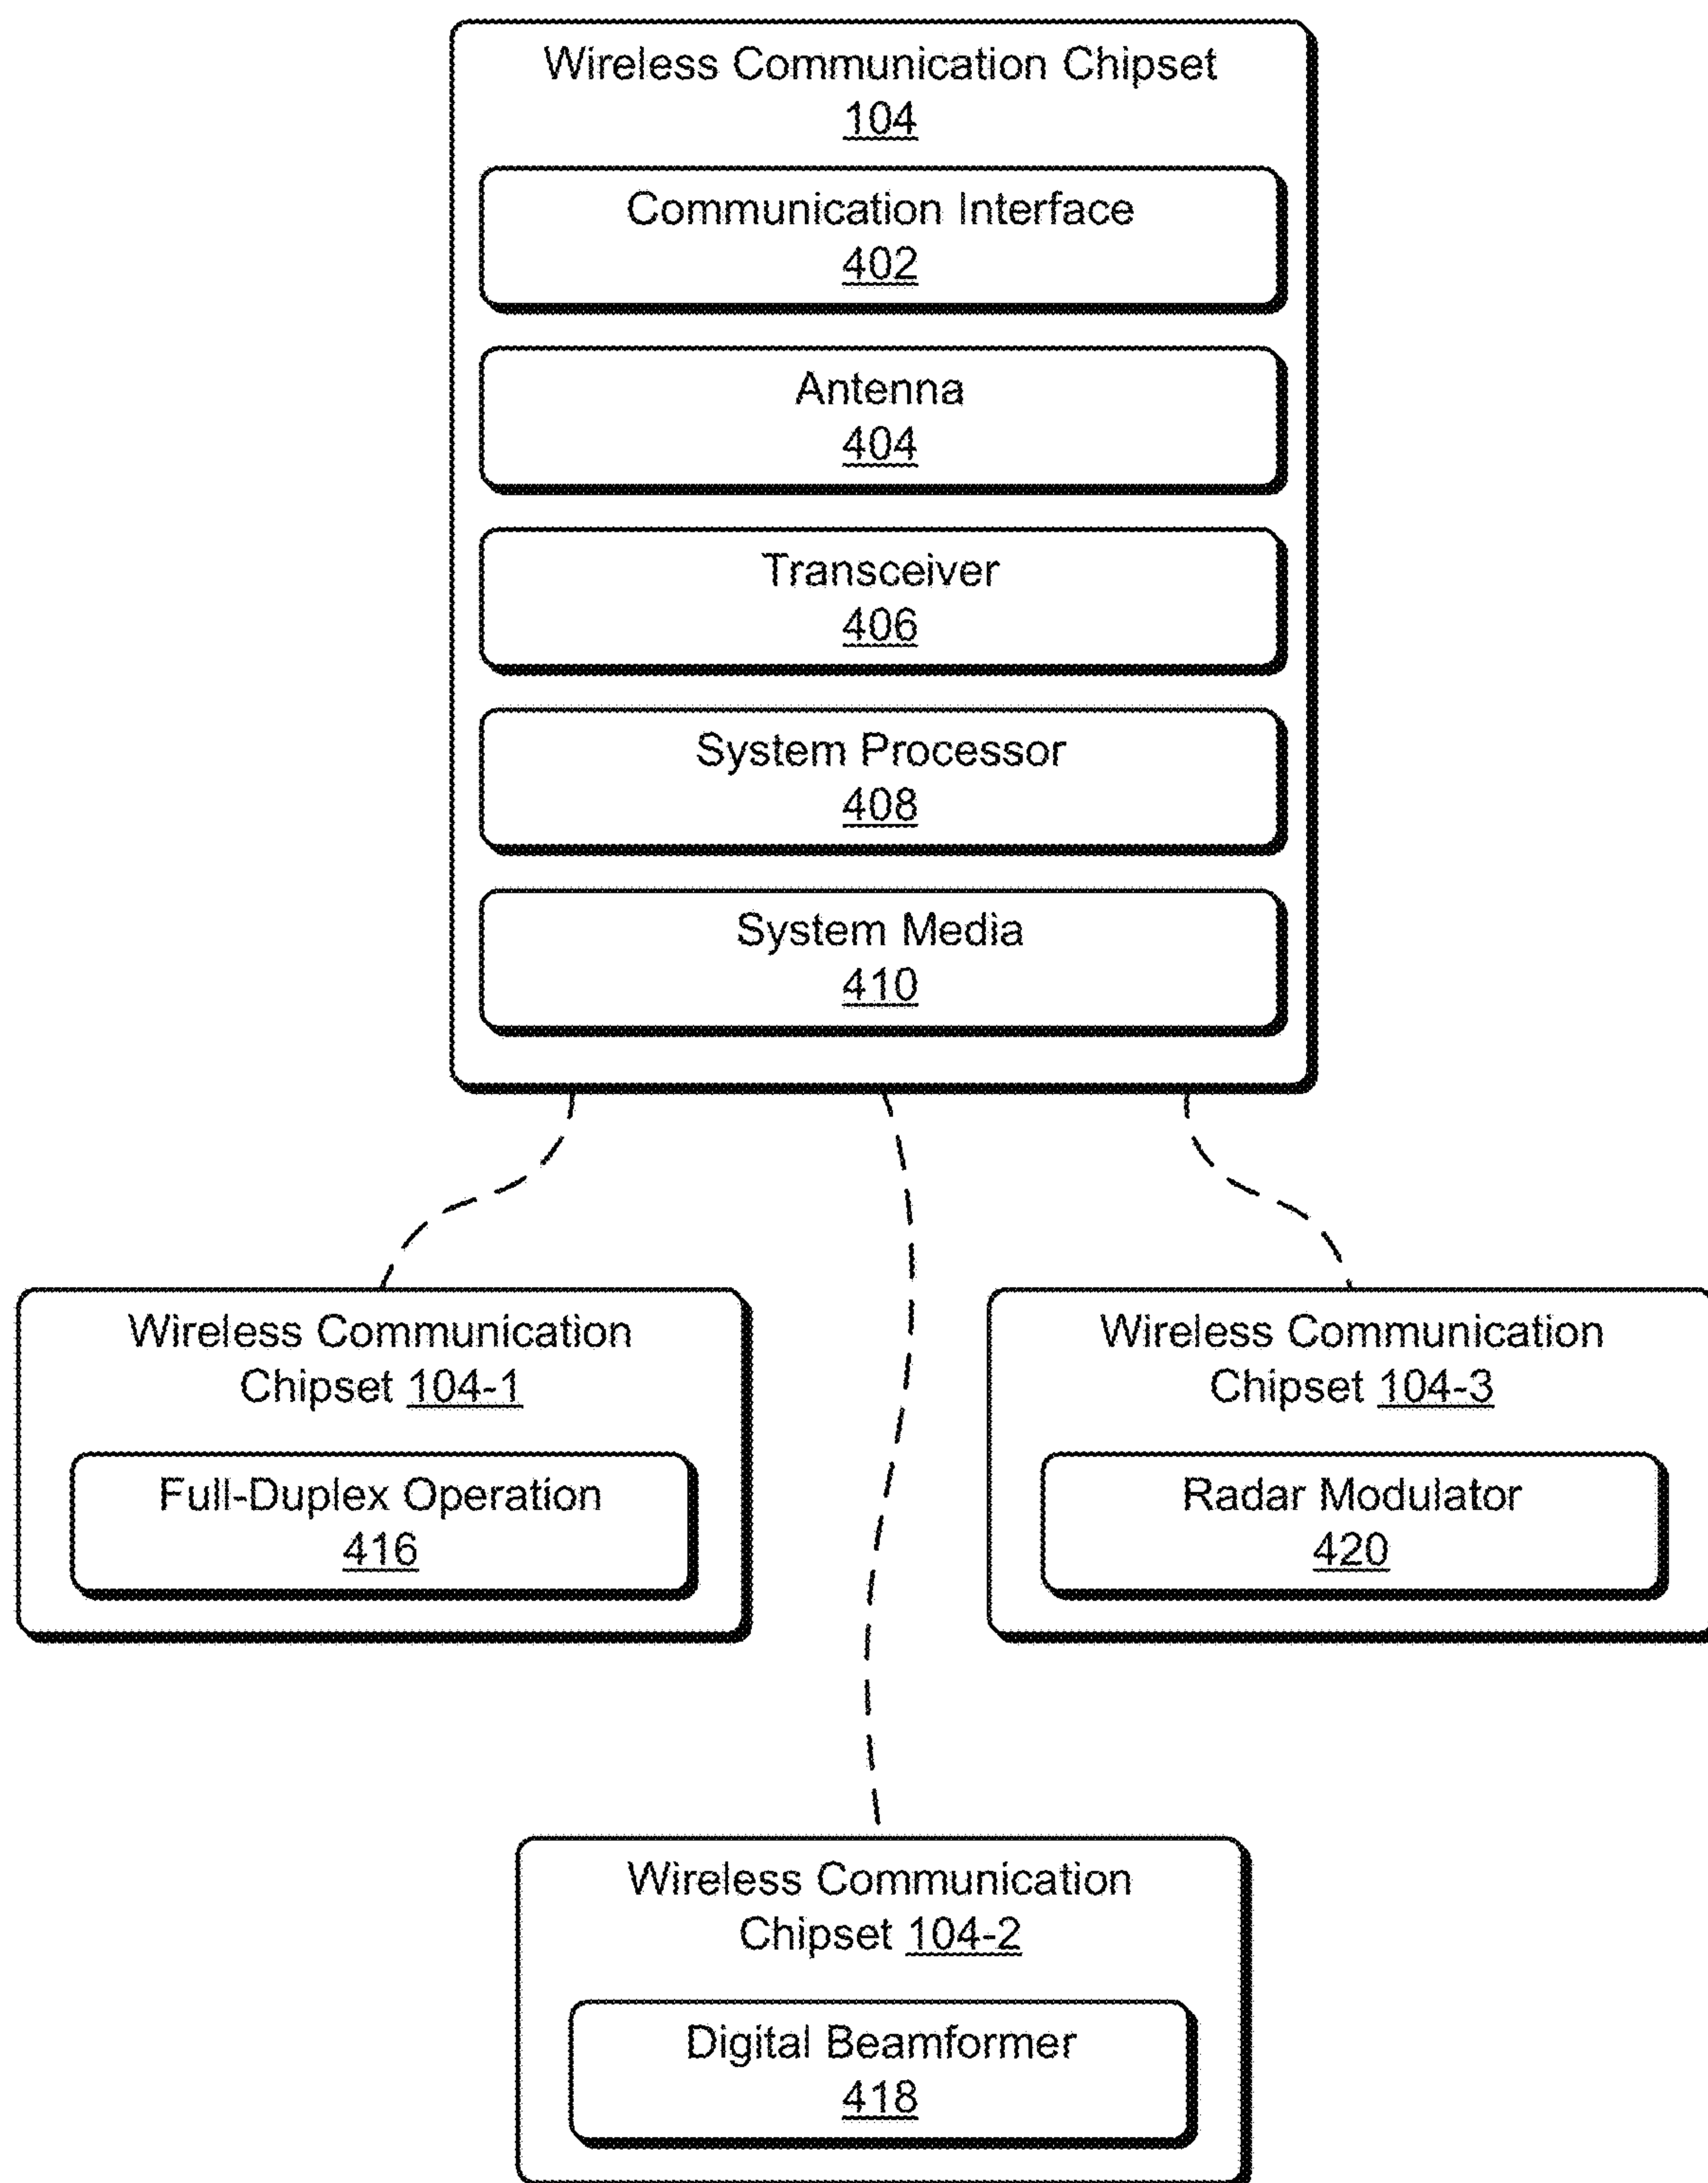 Wireless Communication Chipset
104
Communication Interface
402
Antenna
404
Transceiver
406
System Processor
408
System Media
410
Wireless Communication
Chipset 104-1
Full-Duplex Operation
416
Wireless Communication
Chipset 104-3
Radar Modulator
420
Wireless Communication
Chipset 104-2
Digital Beamformer
418